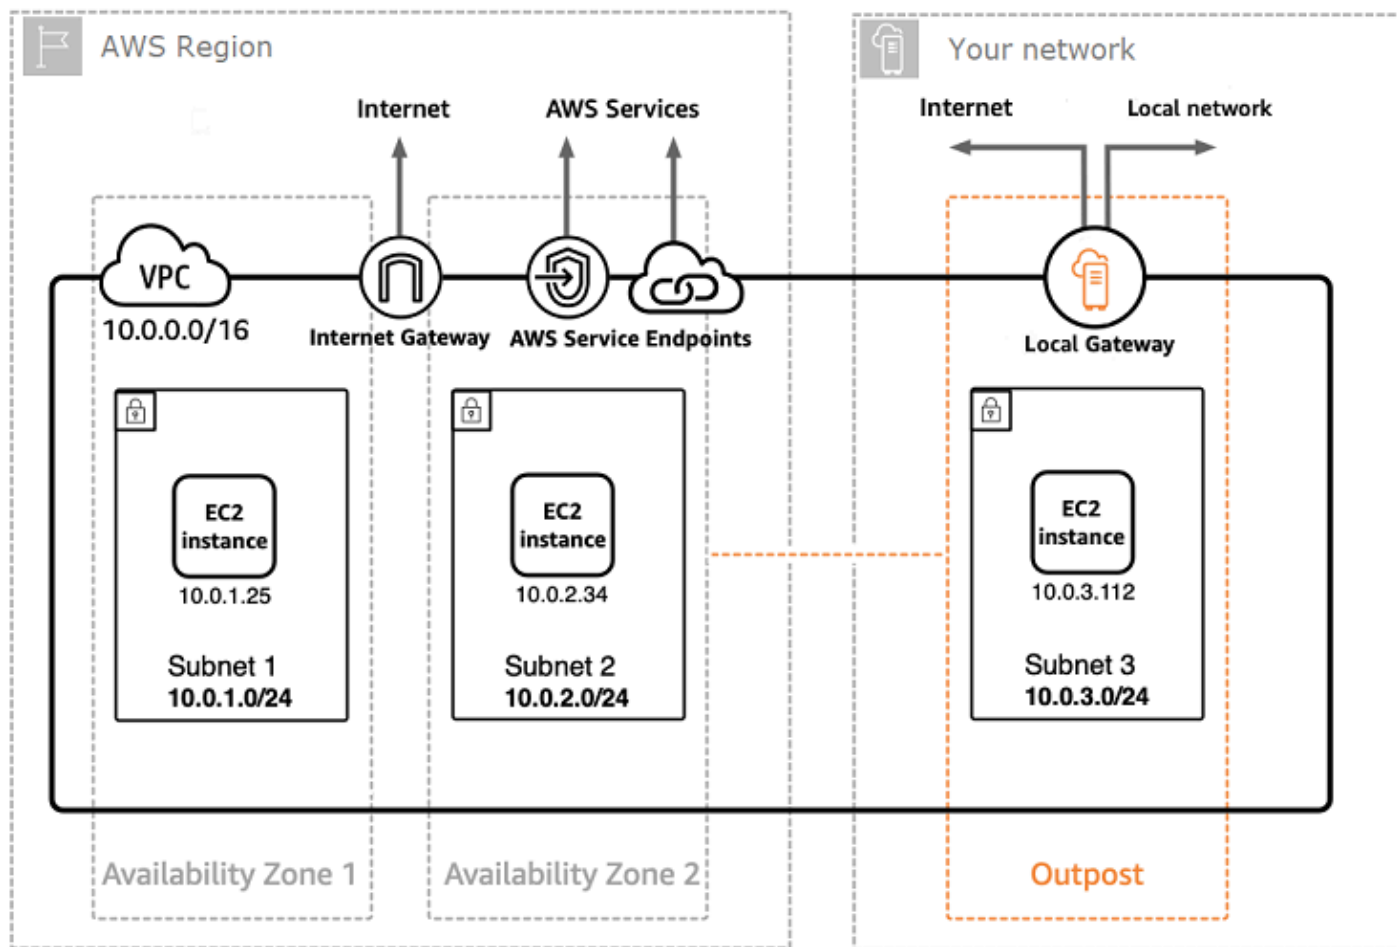 AWS Region
Your network
Internet
AWS Services
Internet
Local network
VPC
10.0.0.0/16
Internet Gateway
AWS Service Endpoints
Local Gateway
EC2
instance
10.0.1.25
Subnet 1
10.0.1.0/24
EC2
instance
10.0.2.34
Subnet 2
10.0.2.0/24
EC2
instance
10.0.3.112
Subnet 3
10.0.3.0/24
Availability Zone 1
Availability Zone 2
Outpost